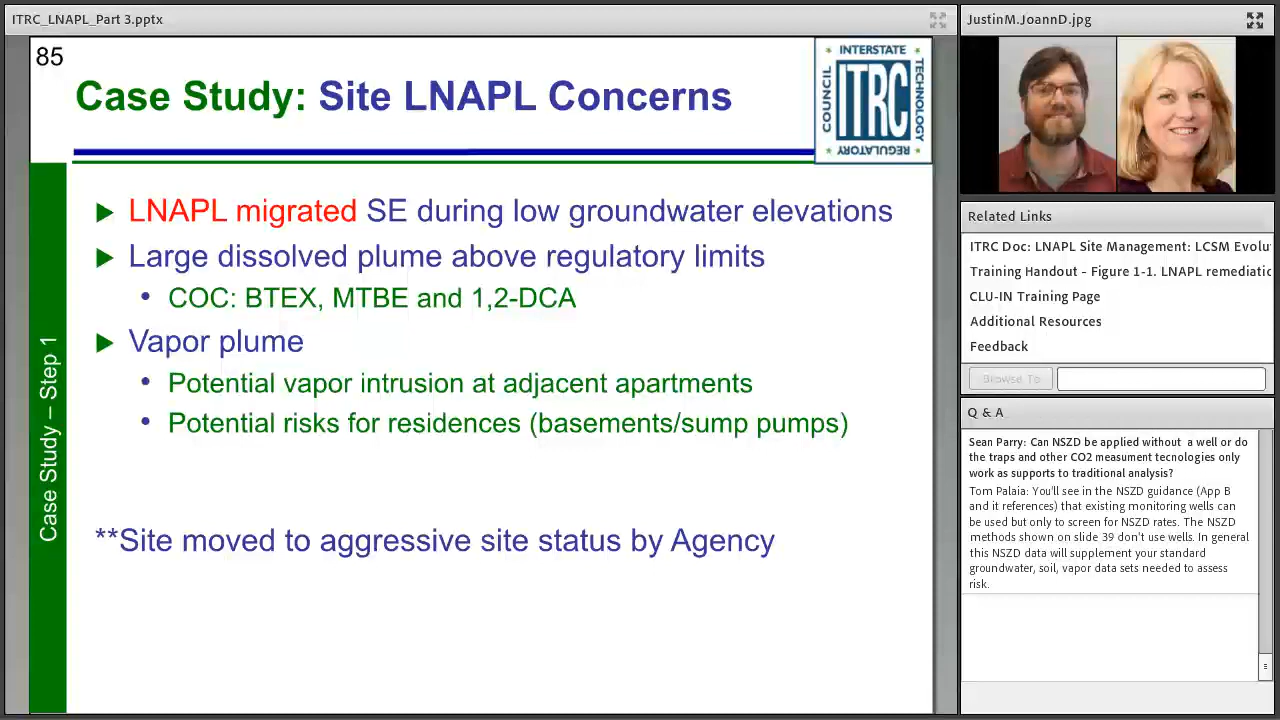 ITRC_LNAPL_Part 3.pptx
85
Case Study: Site LNAPL Concerns
INTERSTATE
COUNCIL
ITRC
TECHNOLOGY
REGULATORY
LNAPL migrated SE during low groundwater elevations
Large dissolved plume above regulatory limits
• COC: BTEX, MTBE and 1,2-DCA
Vapor plume
• Potential vapor intrusion at adjacent apartments
• Potential risks for residences (basements/sump pumps)
**Site moved to aggressive site status by Agency
Case Study – Step 1
JustinM.JoannD.jpg
Related Links
ITRC Doc: LNAPL Site Management: LCSM Evolu
Training Handout - Figure 1-1. LNAPL remediatic
CLU-IN Training Page
Additional Resources
Feedback
Browse To
Q & A
Sean Parry: Can NSZD be applied without a well or do
the traps and other CO2 measument tecnologies only
work as supports to traditional analysis?
Tom Palaia: You'll see in the NSZD guidance (App B
and it references) that existing monitoring wells can
be used but only to screen for NSZD rates. The NSZD
methods shown on slide 39 don't use wells. In general
this NSZD data will supplement your standard
groundwater, soil, vapor data sets needed to assess
risk.